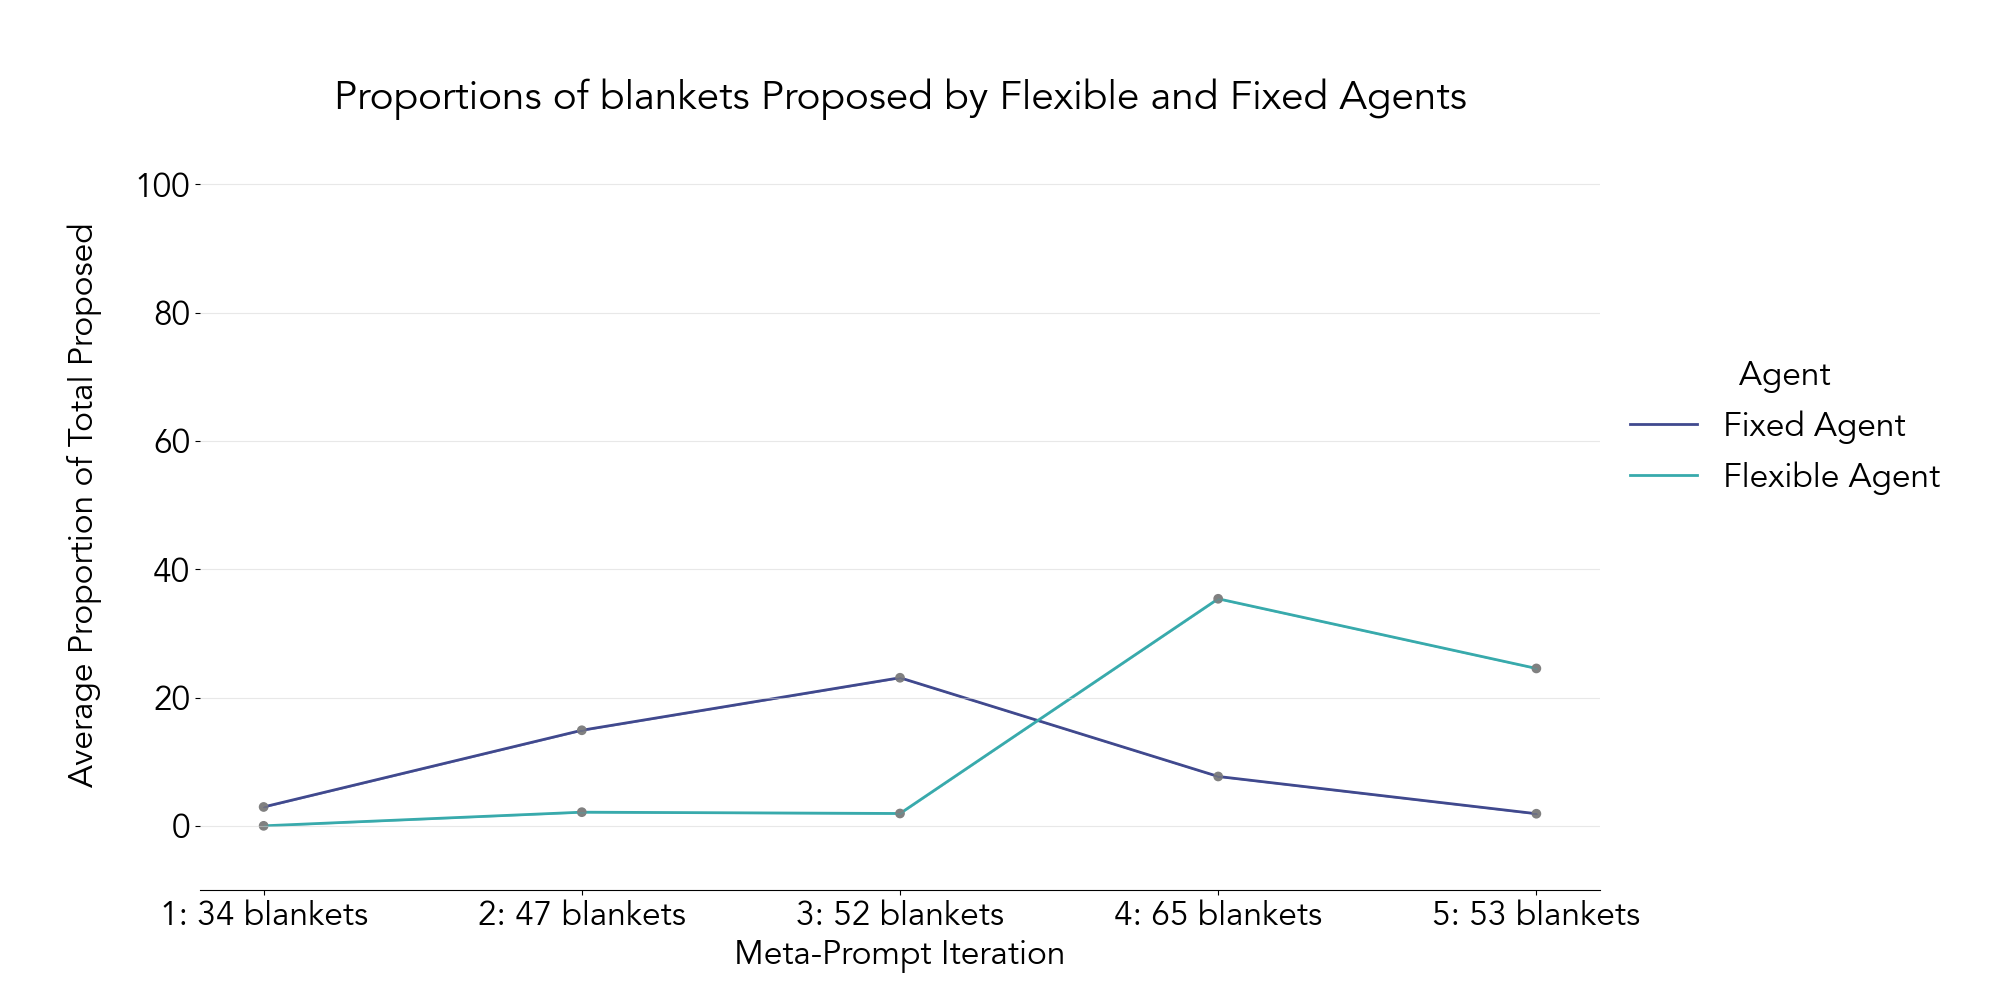 Proportions of blankets Proposed by Flexible and Fixed Agents
Average Proportion of Total Proposed
100
80
60
40
20
0
1: 34 blankets
2: 47 blankets
3: 52 blankets
4: 65 blankets
5: 53 blankets
Meta-Prompt Iteration
Agent
Fixed Agent
Flexible Agent